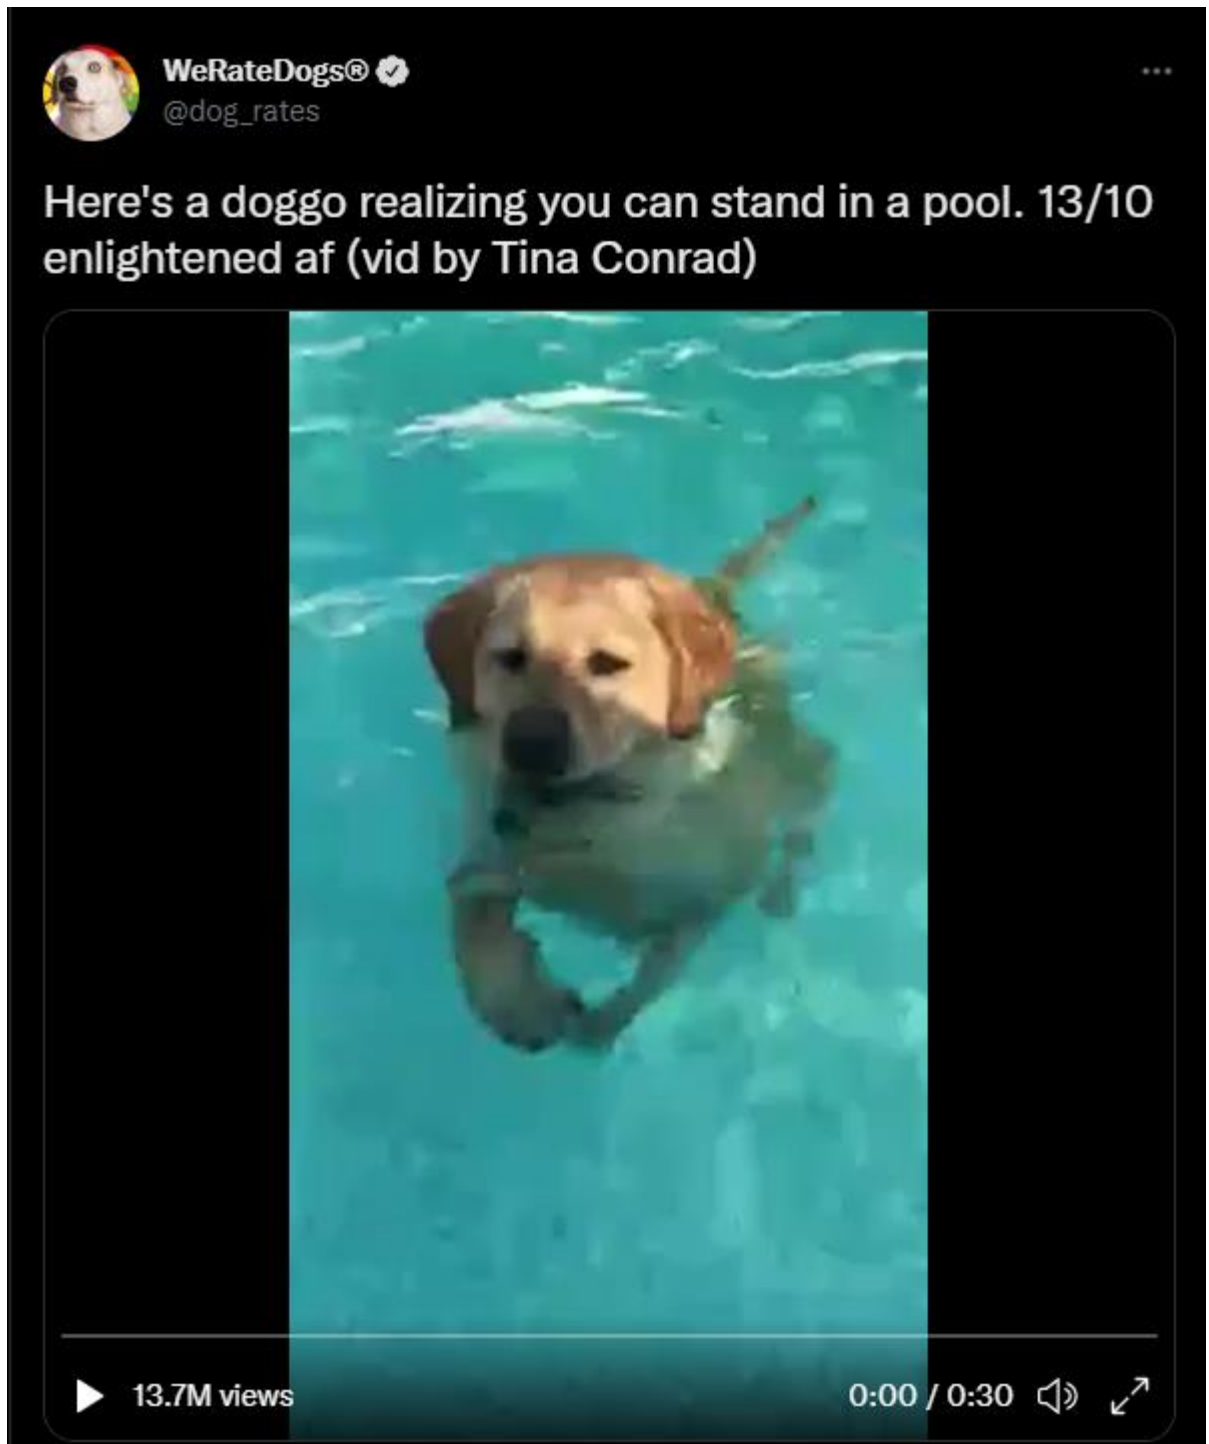 WeRateDogs®
@dog_rates
Here's a doggo realizing you can stand in a pool. 13/10
enlightened af (vid by Tina Conrad)
13.7M views
0:00 / 0:30